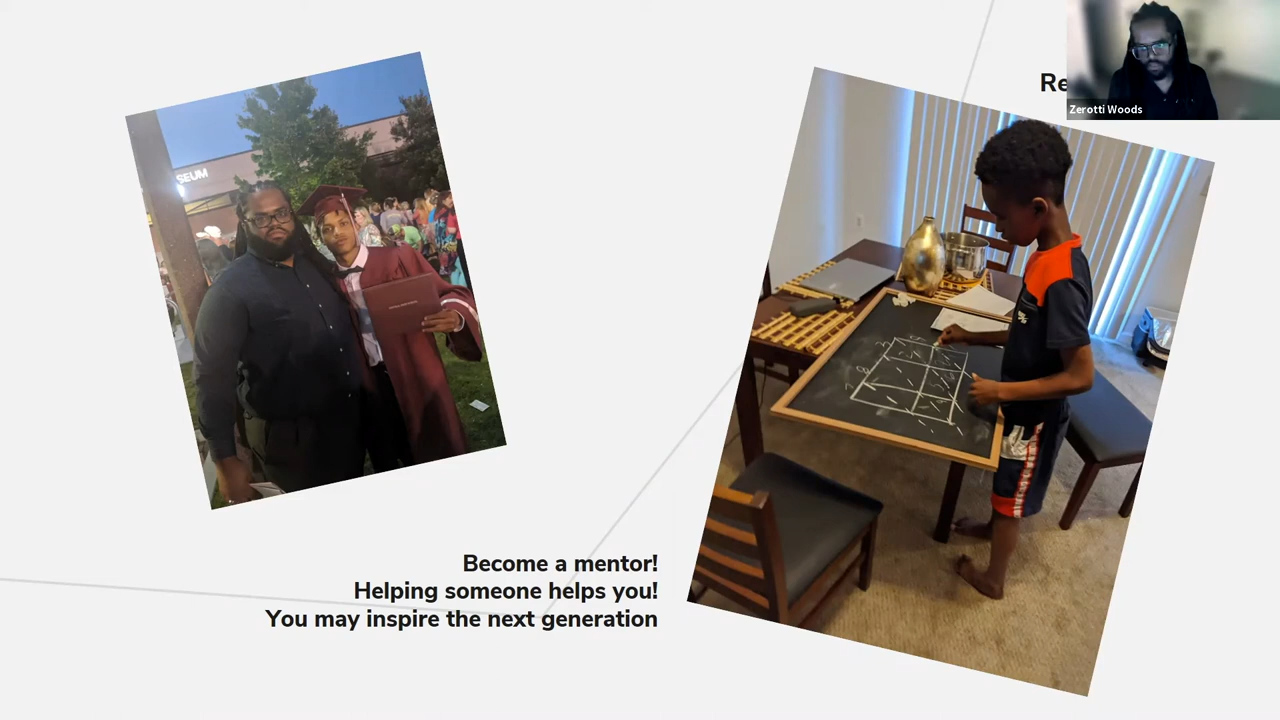 SEUM
Re
Zerotti Woods
Become a mentor!
Helping someone helps you!
You may inspire the next generation